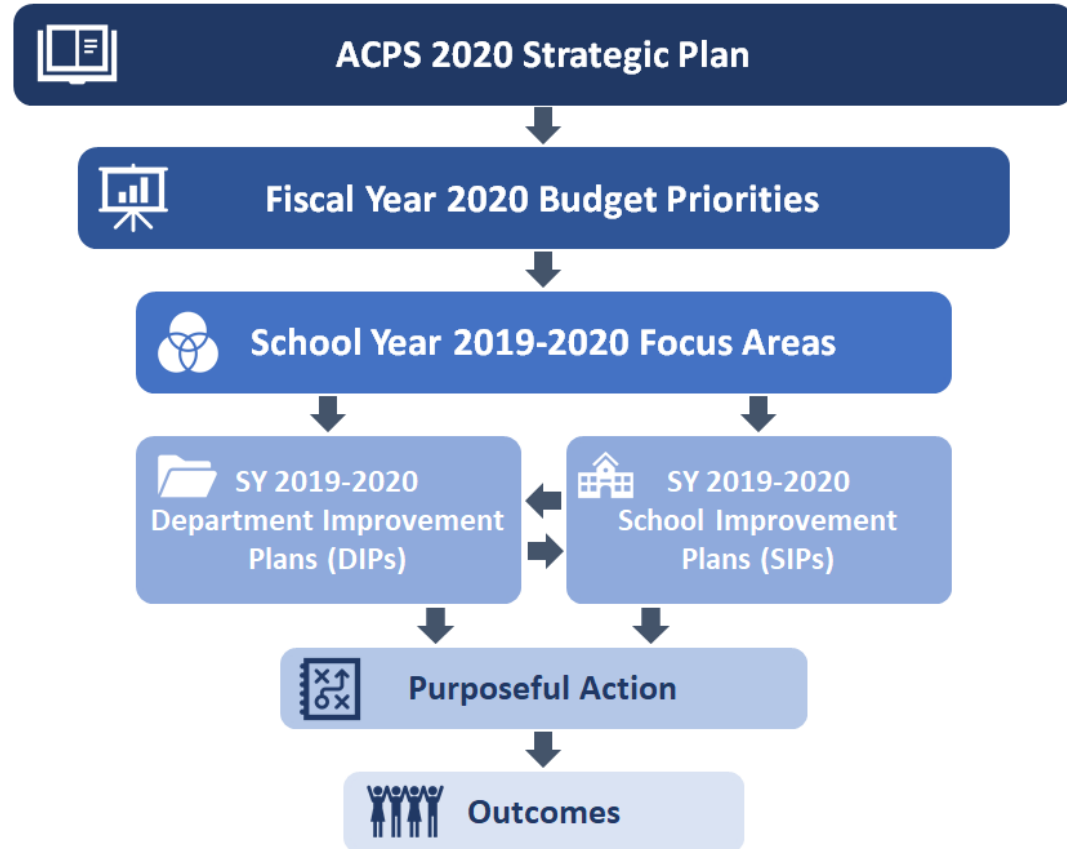 ACPS 2020 Strategic Plan
Fiscal Year 2020 Budget Priorities
School Year 2019-2020 Focus Areas
SY 2019-2020
Department Improvement
Plans (DIPs)
SY 2019-2020
School Improvement
Plans (SIPs)
Purposeful Action
Outcomes